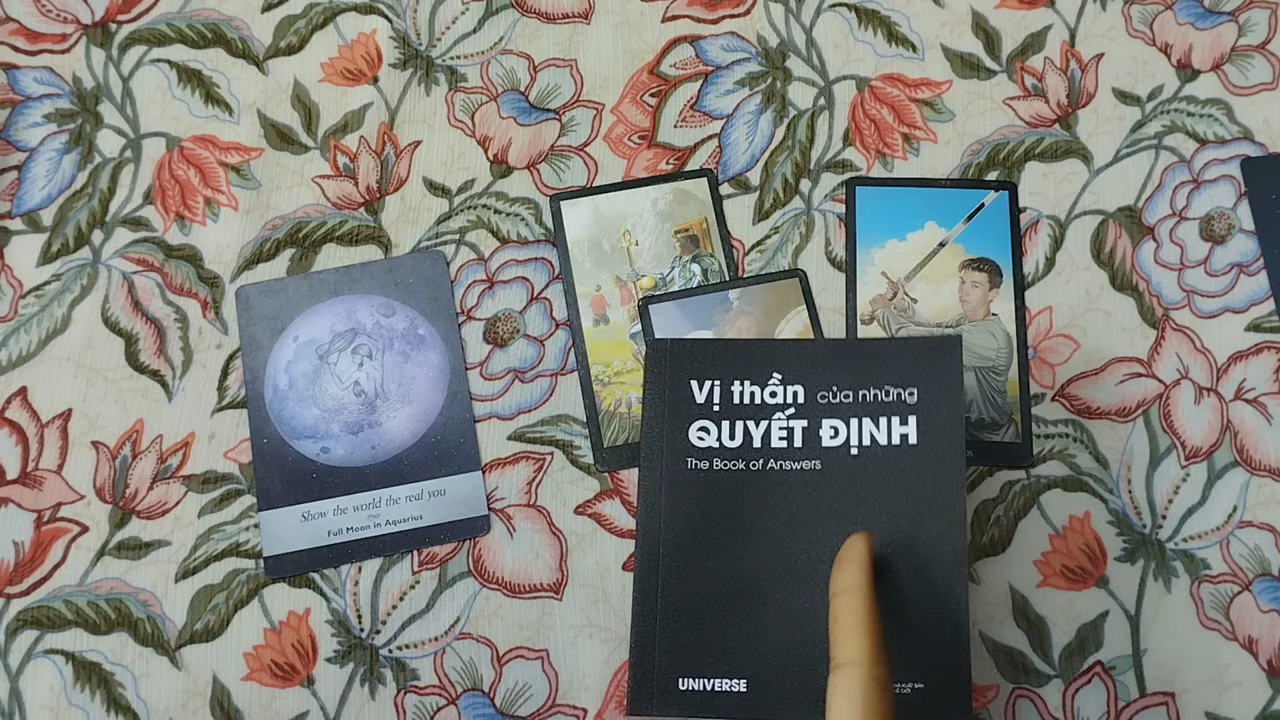 Show the world the real you
Full Moon in Aquarius
Vị thần của những
QUYẾT ĐỊNH
The Book of Answers
UNIVERSE